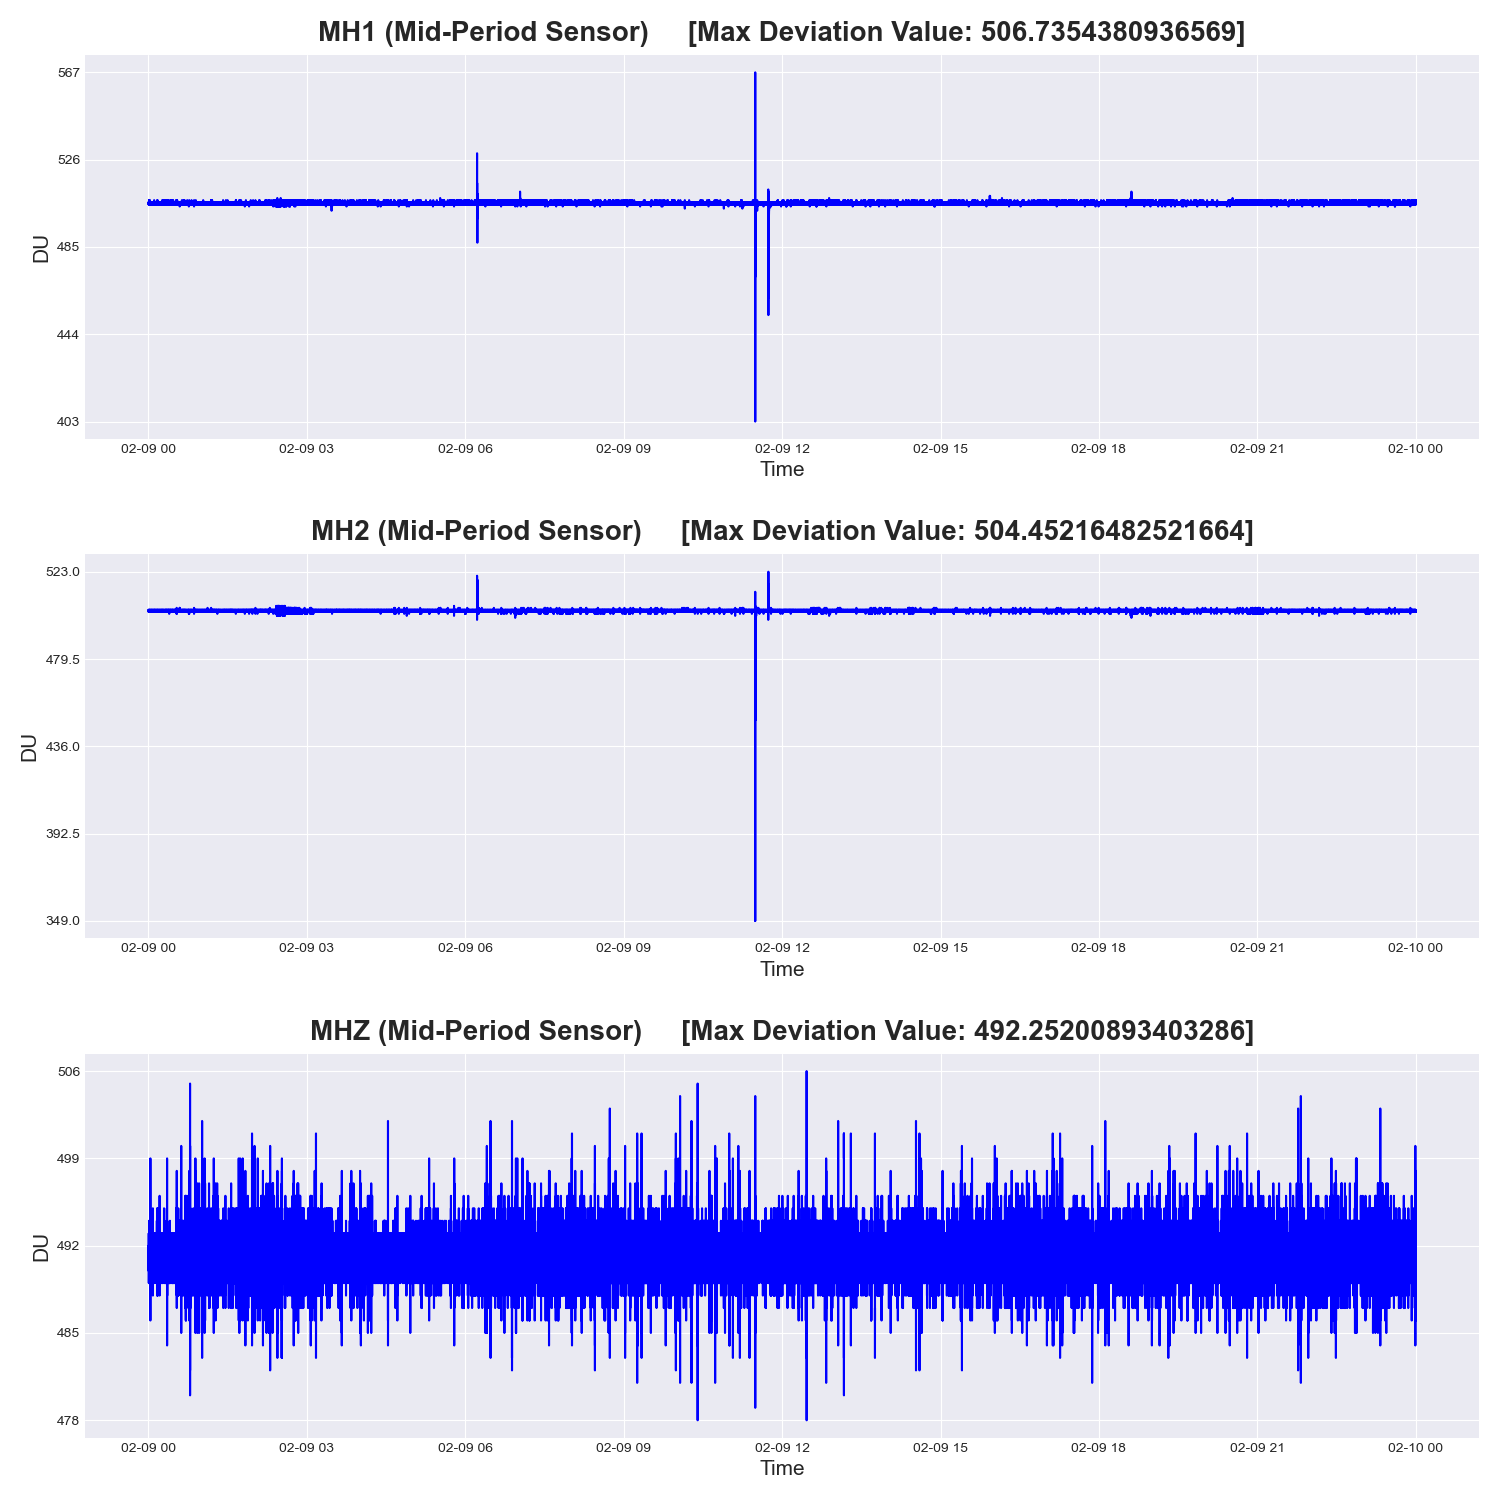 MH1 (Mid-Period Sensor) [Max Deviation Value: 506.7354380936569]
567
526
485
444
403
DU
02-09 00 02-09 03 02-09 06 02-09 09 02-09 12 02-09 15 02-09 18 02-09 21 02-10 00
Time
MH2 (Mid-Period Sensor) [Max Deviation Value: 504.45216482521664]
523.0
479.5
436.0
392.5
349.0
DU
02-09 00 02-09 03 02-09 06 02-09 09 02-09 12 02-09 15 02-09 18 02-09 21 02-10 00
Time
MHZ (Mid-Period Sensor) [Max Deviation Value: 492.25200893403286]
506
499
492
485
478
DU
02-09 00 02-09 03 02-09 06 02-09 09 02-09 12 02-09 15 02-09 18 02-09 21 02-10 00
Time